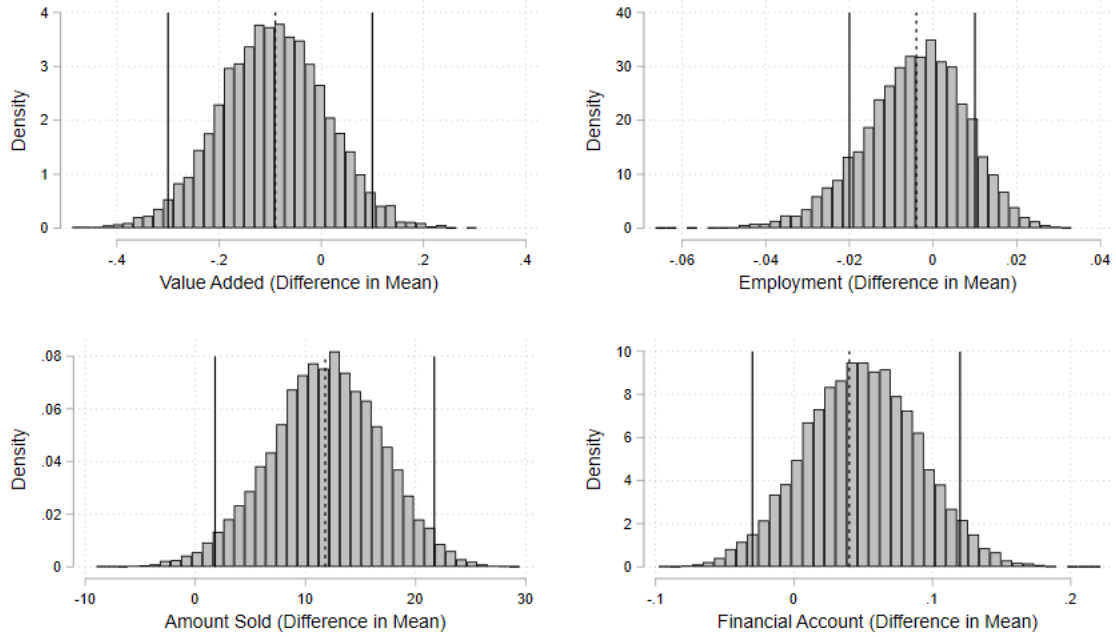 4
3
2
1
0
Density
-.4 -.2 0 .2 .4
Value Added (Difference in Mean)
40
30
20
10
0
Density
-.06 -.04 -.02 0 .02 .04
Employment (Difference in Mean)
.08
.06
.04
.02
0
Density
-10 0 10 20 30
Amount Sold (Difference in Mean)
10
8
6
4
2
0
Density
-.1 0 .1 .2
Financial Account (Difference in Mean)